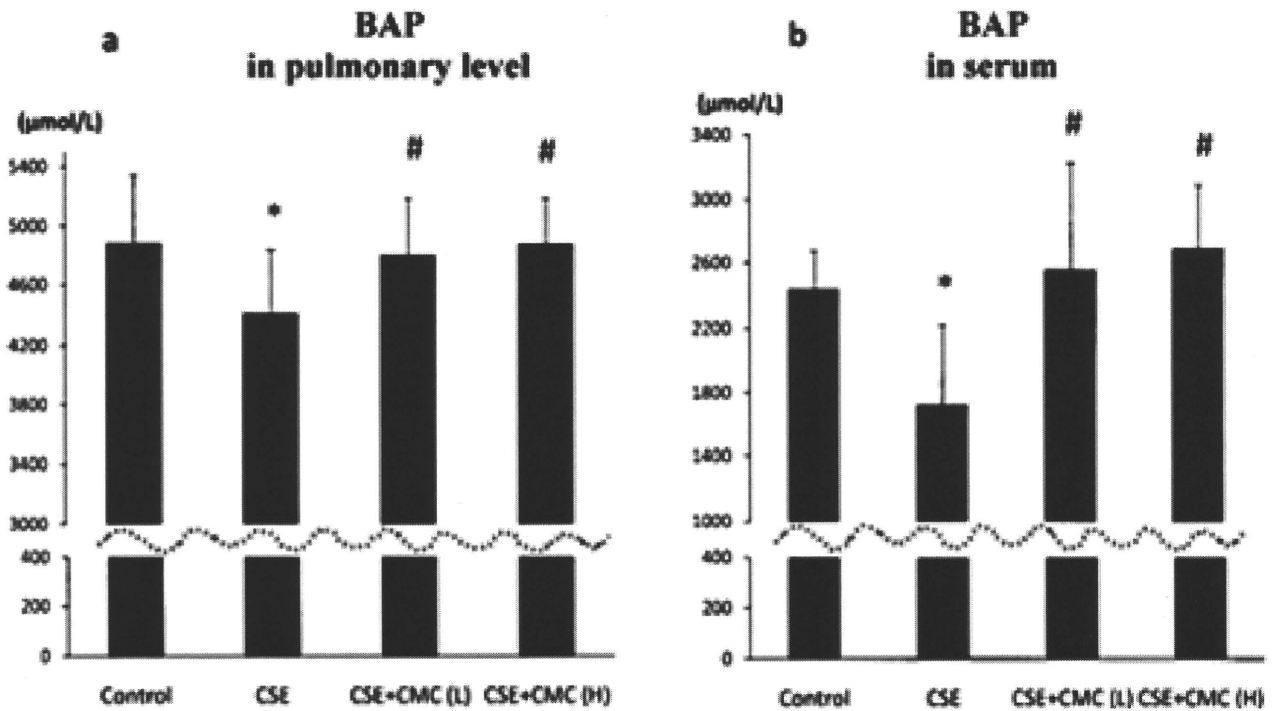 a
BAP
in pulmonary level
(µmol/L)
5400
5000
4600
4200
3800
3400
3000
400
200
0
*
#
#
Control
CSE
CSE+CMC (L)
CSE+CMC (H)
b
BAP
in serum
(µmol/L)
3400
3000
2600
2200
1800
1400
1000
400
200
0
*
#
#
Control
CSE
CSE+CMC (L)
CSE+CMC (H)